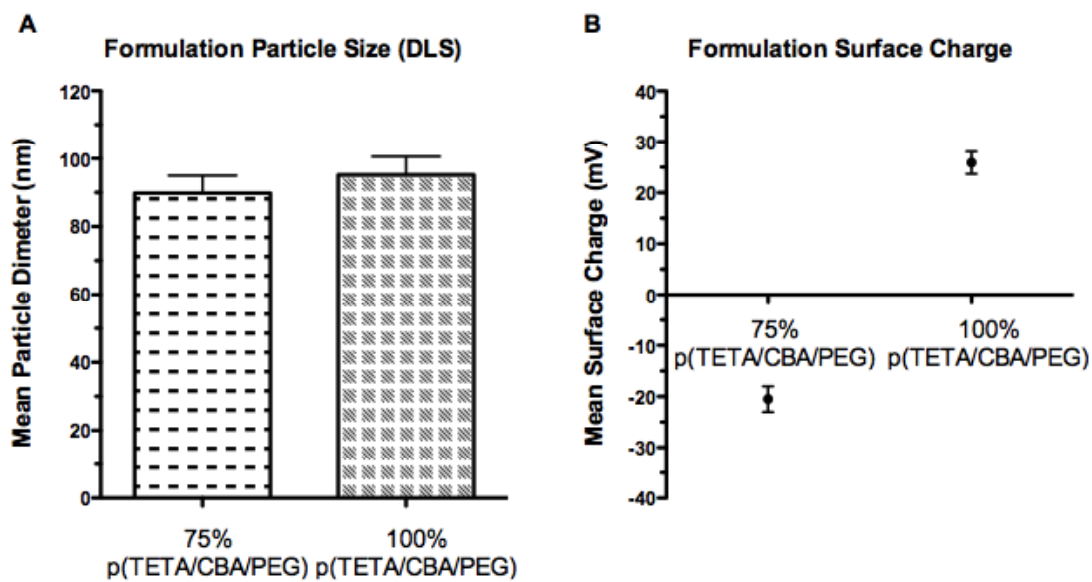 A
Formulation Particle Size (DLS)
Mean Particle Dimeter (nm)
120
100
80
60
40
20
0
75%
p(TETA/CBA/PEG)
100%
p(TETA/CBA/PEG)
B
Formulation Surface Charge
Mean Surface Charge (mV)
40
30
20
10
0
-10
-20
-30
-40
75%
p(TETA/CBA/PEG)
100%
p(TETA/CBA/PEG)